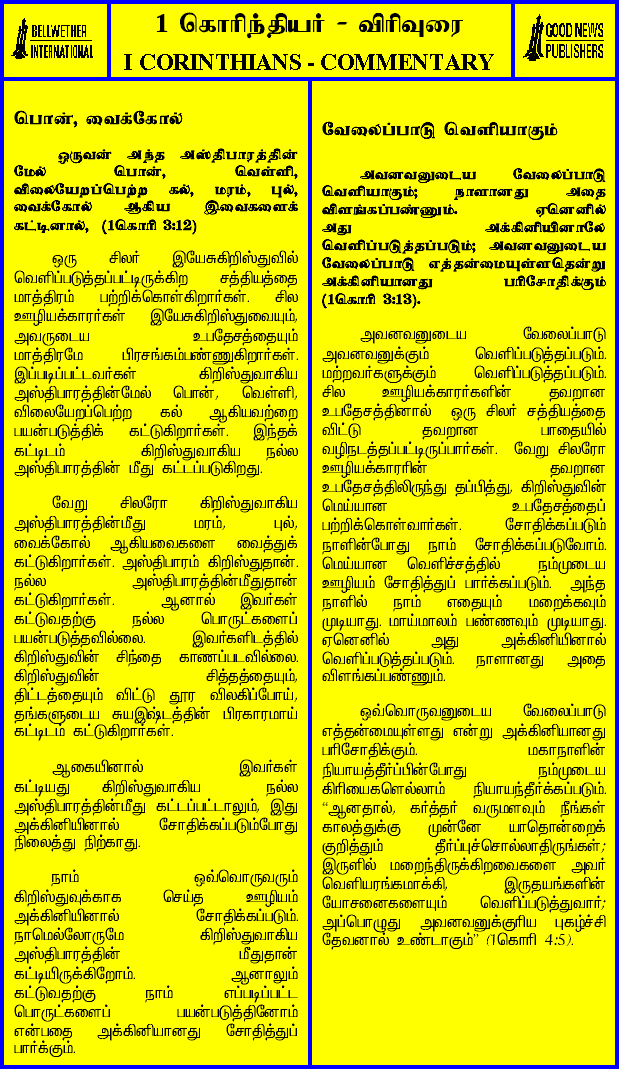 BELLWETHER
INTERNATIONAL
1 கொரிந்தியர் - விரிவுரை
I CORINTHIANS - COMMENTARY
GOOD NEWS
PUBLISHERS
பொன், வைக்கோல்
ஒருவன் அந்த அஸ்திபாரத்தின்
மேல் பொன், வெள்ளி,
விலையேறப்பெற்ற கல், மரம், புல்,
வைக்கோல் ஆகிய இவைகளைக்
கட்டினால், (1கொரி 3:12)
ஒரு சிலர் இயேசுகிறிஸ்துவில்
வெளிப்படுத்தப்பட்டிருக்கிற சத்தியத்தை
மாத்திரம் பற்றிக்கொள்கிறார்கள். சில
ஊழியக்காரர்கள் இயேசுகிறிஸ்துவையும்,
அவருடைய உபதேசத்தையும்
மாத்திரமே பிரசங்கம்பண்ணுகிறார்கள்.
இப்படிப்பட்டவர்கள் கிறிஸ்துவாகிய
அஸ்திபாரத்தின்மேல் பொன், வெள்ளி,
விலையேறப்பெற்ற கல் ஆகியவற்றை
பயன்படுத்திக் கட்டுகிறார்கள். இந்தக்
கட்டிடம் கிறிஸ்துவாகிய நல்ல
அஸ்திபாரத்தின் மீது கட்டப்படுகிறது.
வேறு சிலரோ கிறிஸ்துவாகிய
அஸ்திபாரத்தின்மீது மரம், புல்,
வைக்கோல் ஆகியவைகளை வைத்துக்
கட்டுகிறார்கள். அஸ்திபாரம் கிறிஸ்துதான்.
நல்ல அஸ்திபாரத்தின்மீதுதான்
கட்டுகிறார்கள். ஆனால் இவர்கள்
கட்டுவதற்கு நல்ல பொருட்களைப்
பயன்படுத்தவில்லை. இவர்களிடத்தில்
கிறிஸ்துவின் சிந்தை காணப்படவில்லை.
கிறிஸ்துவின் சித்தத்தையும்,
திட்டத்தையும் விட்டு தூர விலகிப்போய்,
தங்களுடைய சுயஇஷ்டத்தின் பிரகாரமாய்
கட்டிடம் கட்டுகிறார்கள்.
ஆகையினால் இவர்கள்
கட்டியது கிறிஸ்துவாகிய நல்ல
அஸ்திபாரத்தின்மீது கட்டப்பட்டாலும், இது
அக்கினியினால் சோதிக்கப்படும்போது
நிலைத்து நிற்காது.
நாம் ஒவ்வொருவரும்
கிறிஸ்துவுக்காக செய்த ஊழியம்
அக்கினியினால் சோதிக்கப்படும்.
நாமெல்லோருமே கிறிஸ்துவாகிய
அஸ்திபாரத்தின் மீதுதான்
கட்டியிருக்கிறோம். ஆனாலும்
கட்டுவதற்கு நாம் எப்படிப்பட்ட
பொருட்களைப் பயன்படுத்தினோம்
என்பதை அக்கினியானது சோதித்துப்
பார்க்கும்.
வேலைப்பாடு வெளியாகும்
அவனவனுடைய வேலைப்பாடு
வெளியாகும்; நாளானது அதை
விளங்கப்பண்ணும். ஏனெனில்
அது அக்கினியினாலே
வெளிப்படுத்தப்படும்; அவனவனுடைய
வேலைப்பாடு எத்தன்மையுள்ளதென்று
அக்கினியானது பரிசோதிக்கும்
(1கொரி 3:13).
அவனவனுடைய வேலைப்பாடு
அவனவனுக்கும் வெளிப்படுத்தப்படும்.
மற்றவர்களுக்கும் வெளிப்படுத்தப்படும்.
சில ஊழியக்காரர்களின் தவறான
உபதேசத்தினால் ஒரு சிலர் சத்தியத்தை
விட்டு தவறான பாதையில்
வழிநடத்தப்பட்டிருப்பார்கள். வேறு சிலரோ
ஊழியக்காரரின் தவறான
உபதேசத்திலிருந்து தப்பித்து, கிறிஸ்துவின்
மெய்யான உபதேசத்தைப்
பற்றிக்கொள்வார்கள். சோதிக்கப்படும்
நாளின்போது நாம் சோதிக்கப்படுவோம்.
மெய்யான வெளிச்சத்தில் நம்முடைய
ஊழியம் சோதித்துப் பார்க்கப்படும். அந்த
நாளில் நாம் எதையும் மறைக்கவும்
முடியாது. மாய்மாலம் பண்ணவும் முடியாது.
ஏனெனில் அது அக்கினியினால்
வெளிப்படுத்தப்படும். நாளானது அதை
விளங்கப்பண்ணும்.
ஒவ்வொருவனுடைய வேலைப்பாடு
எத்தன்மையுள்ளது என்று அக்கினியானது
பரிசோதிக்கும். மகாநாளின்
நியாயத்தீர்ப்பின்போது நம்முடைய
கிரியைகளெல்லாம் நியாயந்தீர்க்கப்படும்.
“ஆனதால், கர்த்தர் வருமளவும் நீங்கள்
காலத்துக்கு முன்னே யாதொன்றைக்
குறித்தும் தீர்ப்புச்சொல்லாதிருங்கள்;
இருளில் மறைந்திருக்கிறவைகளை அவர்
வெளியரங்கமாக்கி, இருதயங்களின்
யோசனைகளையும் வெளிப்படுத்துவார்;
அப்பொழுது அவனவனுக்குரிய புகழ்ச்சி
தேவனால் உண்டாகும்” (1கொரி 4:5).